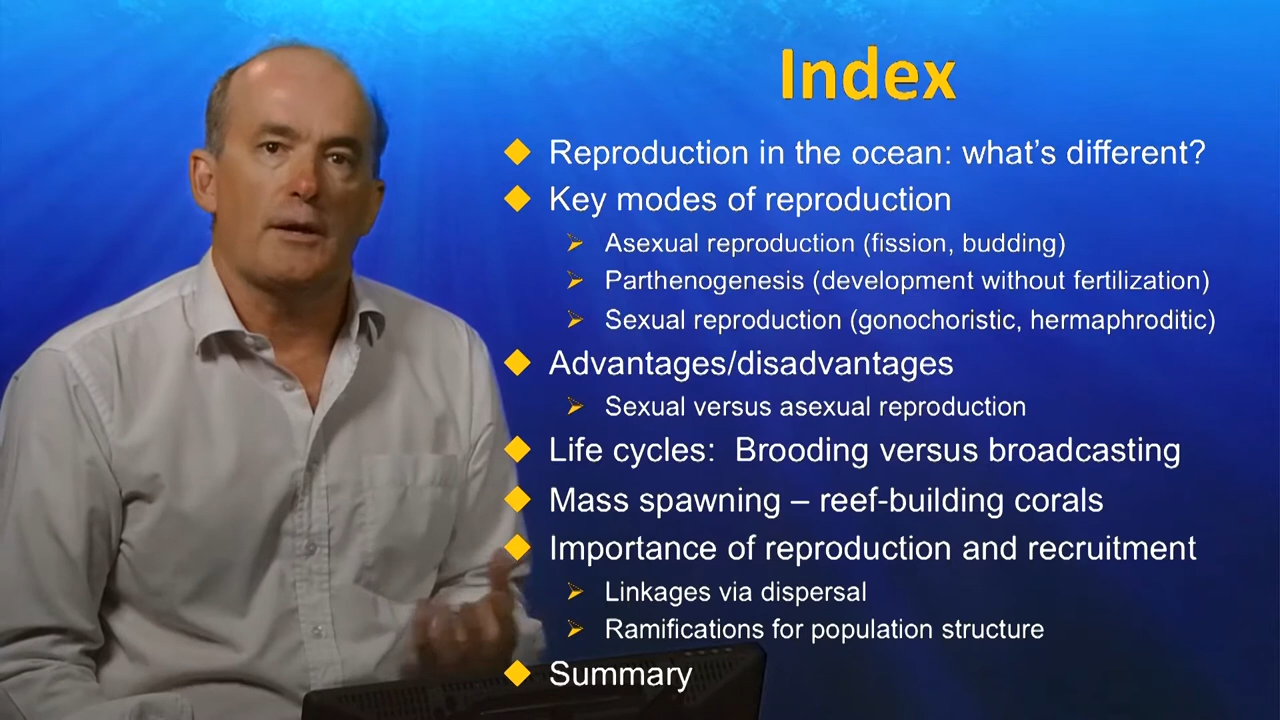 Index
Reproduction in the ocean: what's different?
Key modes of reproduction
Asexual reproduction (fission, budding)
Parthenogenesis (development without fertilization)
Sexual reproduction (gonochoristic, hermaphroditic)
Advantages/disadvantages
Sexual versus asexual reproduction
Life cycles:  Brooding versus broadcasting
Mass spawning – reef-building corals
Importance of reproduction and recruitment
Linkages via dispersal
Ramifications for population structure
Summary